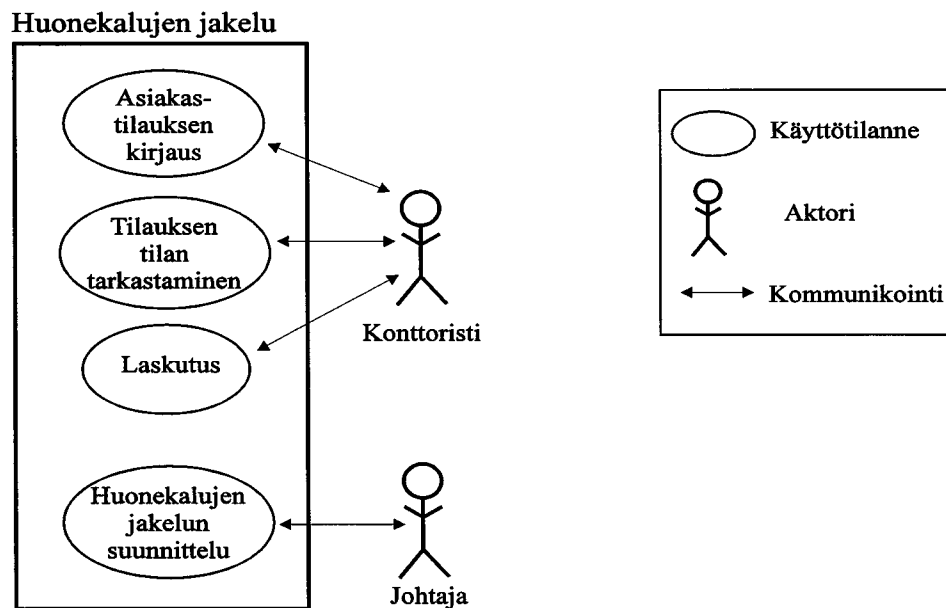 Huonekalujen jakelu
Asiakas-
tilauksen
kirjaus
Tilauksen
tilan
tarkastaminen
Laskutus
Konttoristi
Huonekalujen
jakelun
suunnittelu
Johtaja
Käyttötilanne
Aktori
Kommunikointi